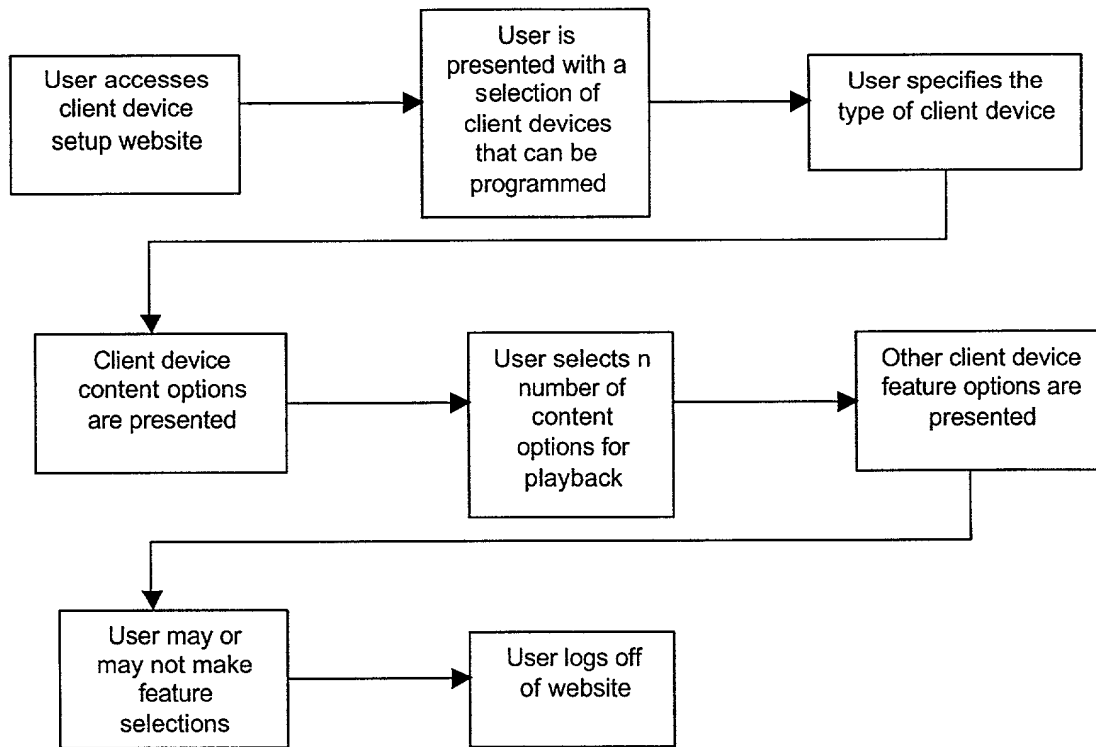 User accesses
client device
setup website
User is
presented with a
selection of
client devices
that can be
programmed
User specifies the
type of client device
Client device
content options
are presented
User selects n
number of
content
options for
playback
Other client device
feature options are
presented
User may or
may not make
feature
selections
User logs off
of website